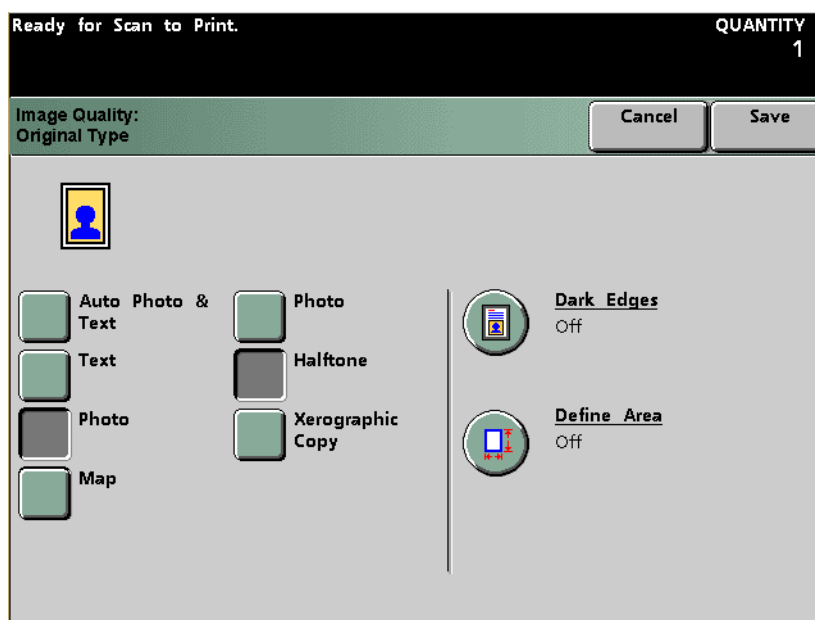 Ready for Scan to Print.
QUANTITY
1
Image Quality:
Original Type
Cancel
Save
Auto Photo &
Text
Text
Photo
Map
Photo
Halftone
Xerographic
Copy
Dark Edges
Off
Define Area
Off